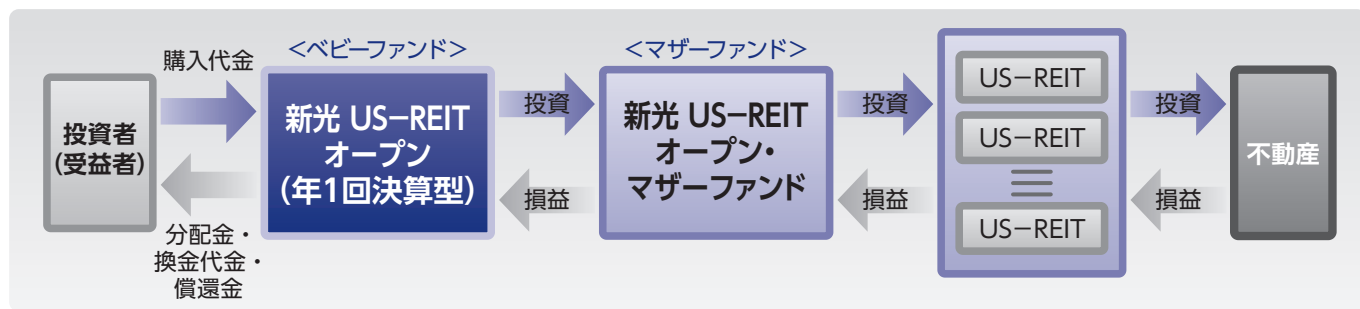 投資者
(受益者)
購入代金
分配金・
換金代金・
償還金
<ベビーファンド>
新光 US-REIT
オープン
(年1回決算型)
投資
損益
<マザーファンド>
新光 US-REIT
オープン・
マザーファンド
投資
損益
US-REIT
US-REIT
US-REIT
投資
損益
不動産